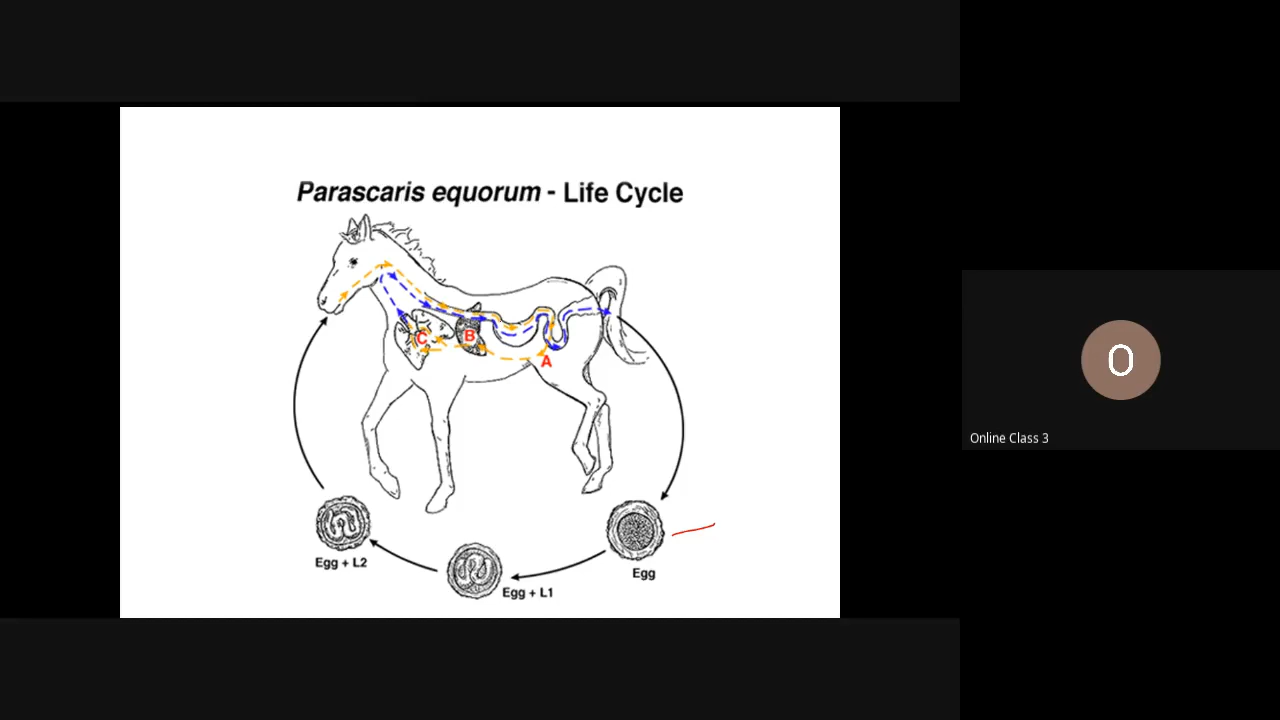 Parascaris equorum - Life Cycle
C
B
A
Egg + L2
Egg + L1
Egg
O
Online Class 3